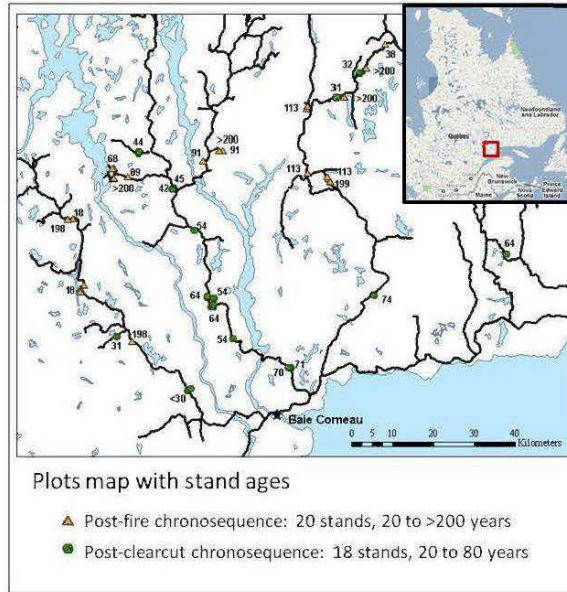 38
32
>200
31
>200
113
44
>200
91
91
68
89
>200
45
42
113
113
199
18
198
54
64
18
64
54
64
74
31
198
54
71
70
<30
Baie Comeau
0 5 10 20 30 40
Kilometers
Quebec
Newfoundland
and Labrador
New
Brunswick
Maine
Nova
Scotia
Prince
Edward
Island
Plots map with stand ages
Post-fire chronosequence: 20 stands, 20 to >200 years
Post-clearcut chronosequence: 18 stands, 20 to 80 years